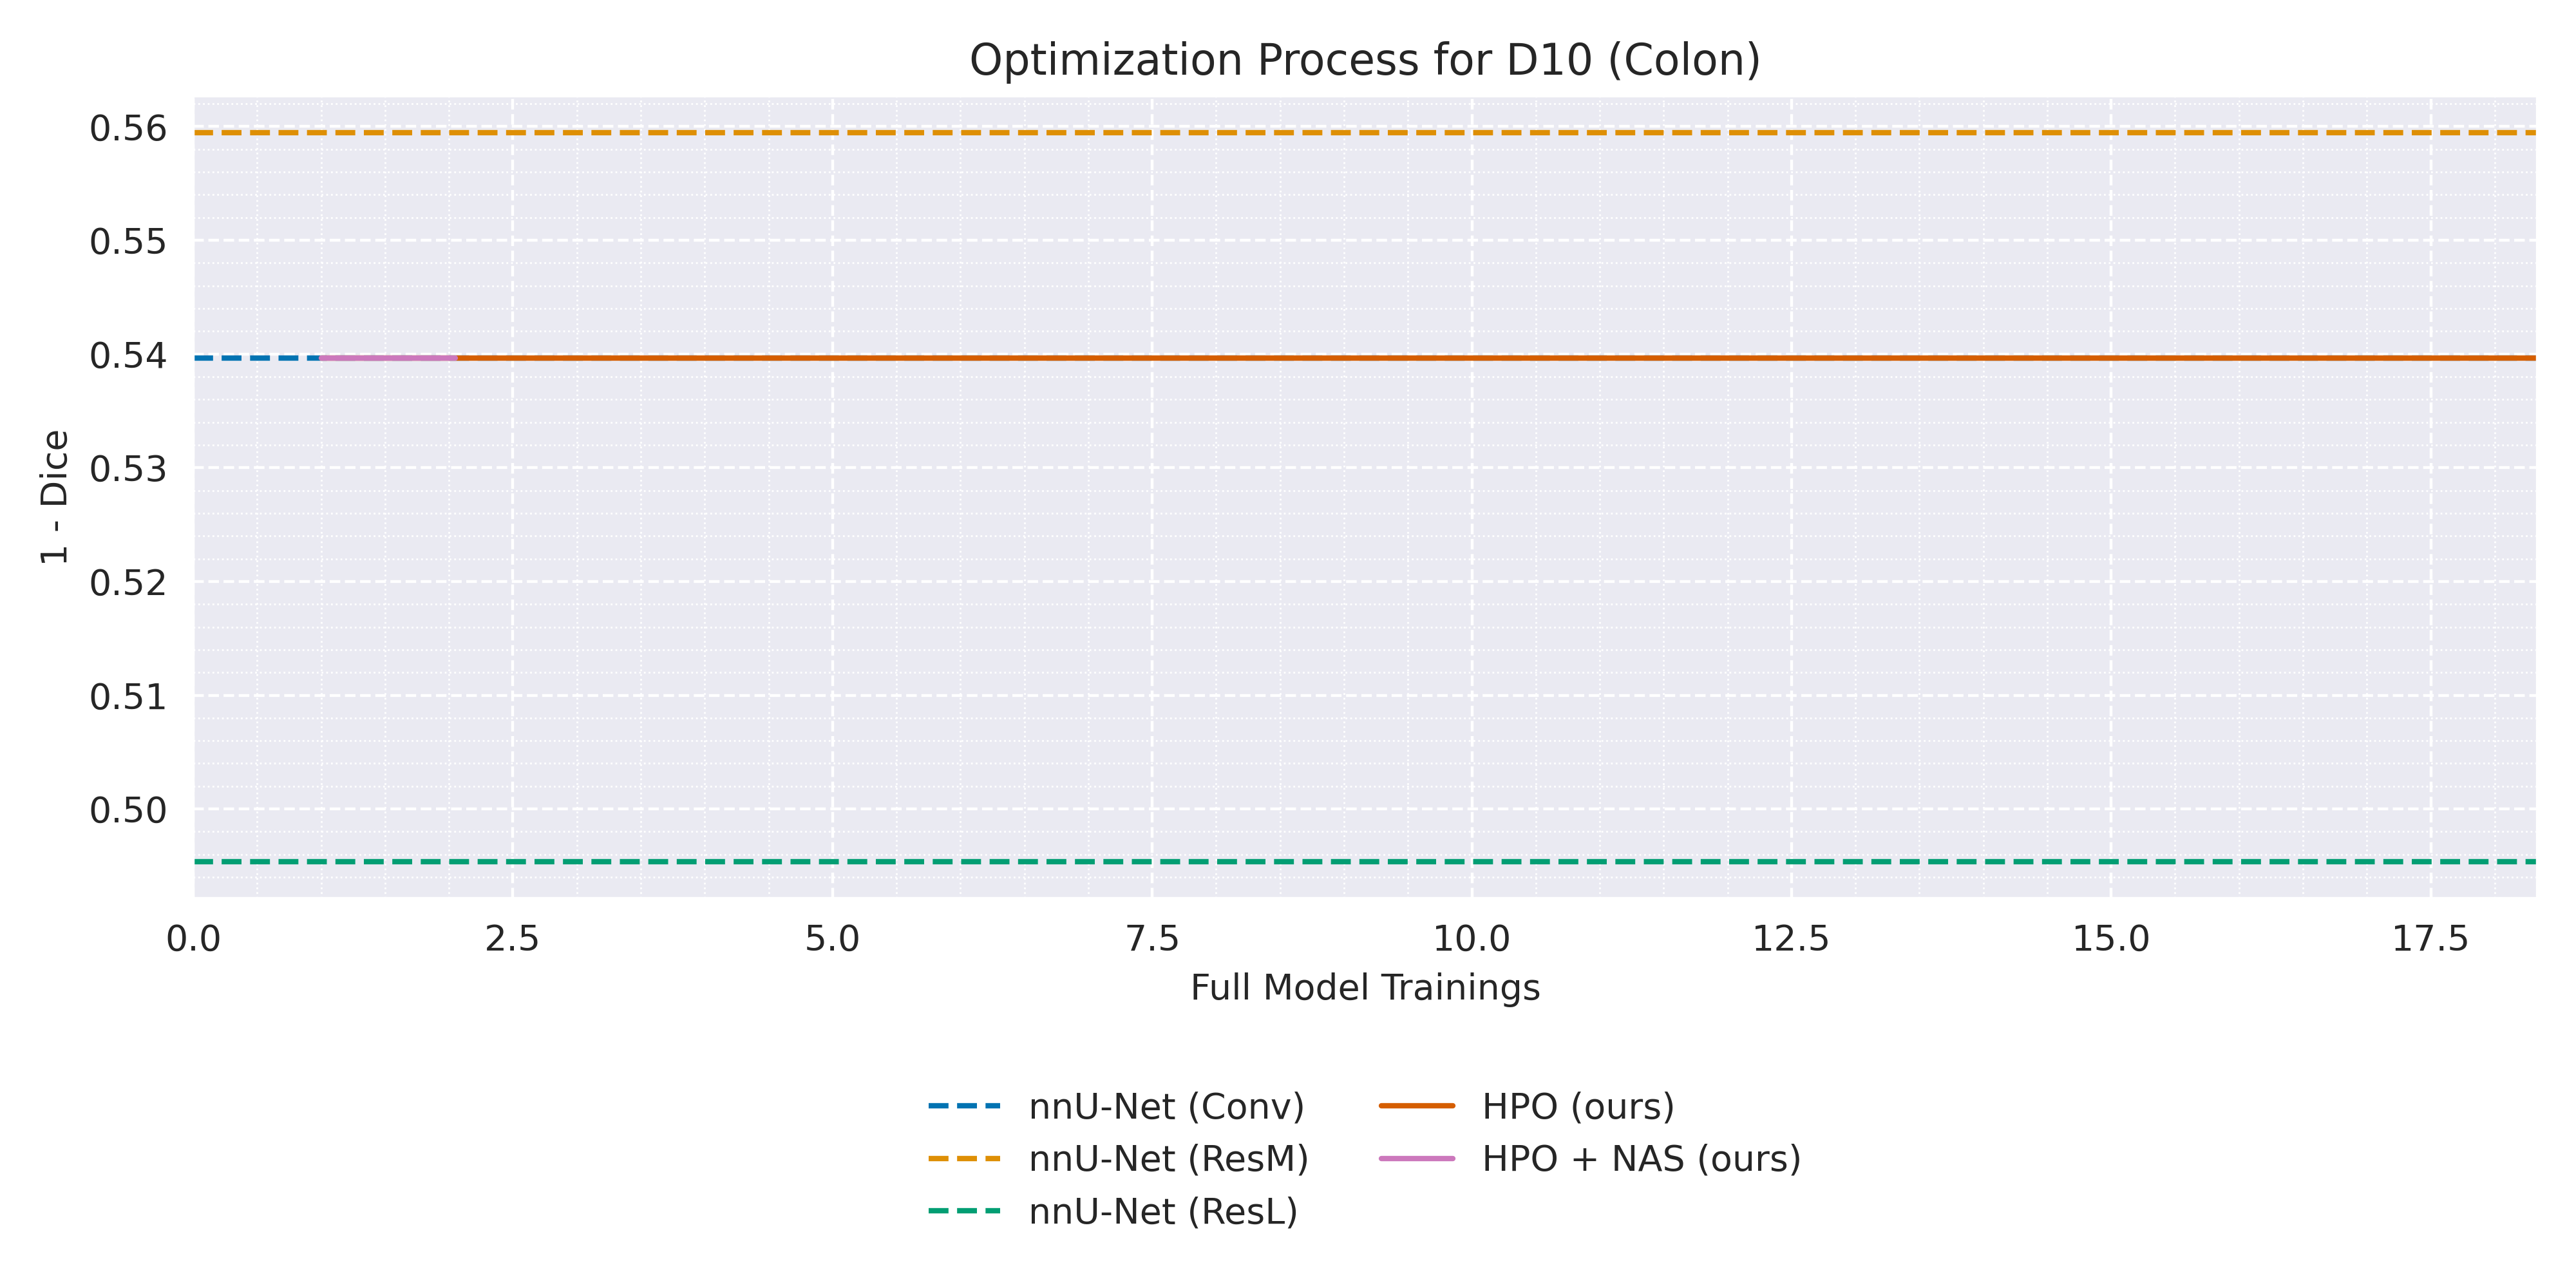 Optimization Process for D10 (Colon)
0.56
0.55
0.54
0.53
0.52
0.51
0.50
1 - Dice
0.0 2.5 5.0 7.5 10.0 12.5 15.0 17.5
Full Model Trainings
nnU-Net (Conv)
nnU-Net (ResM)
nnU-Net (ResL)
HPO (ours)
HPO + NAS (ours)